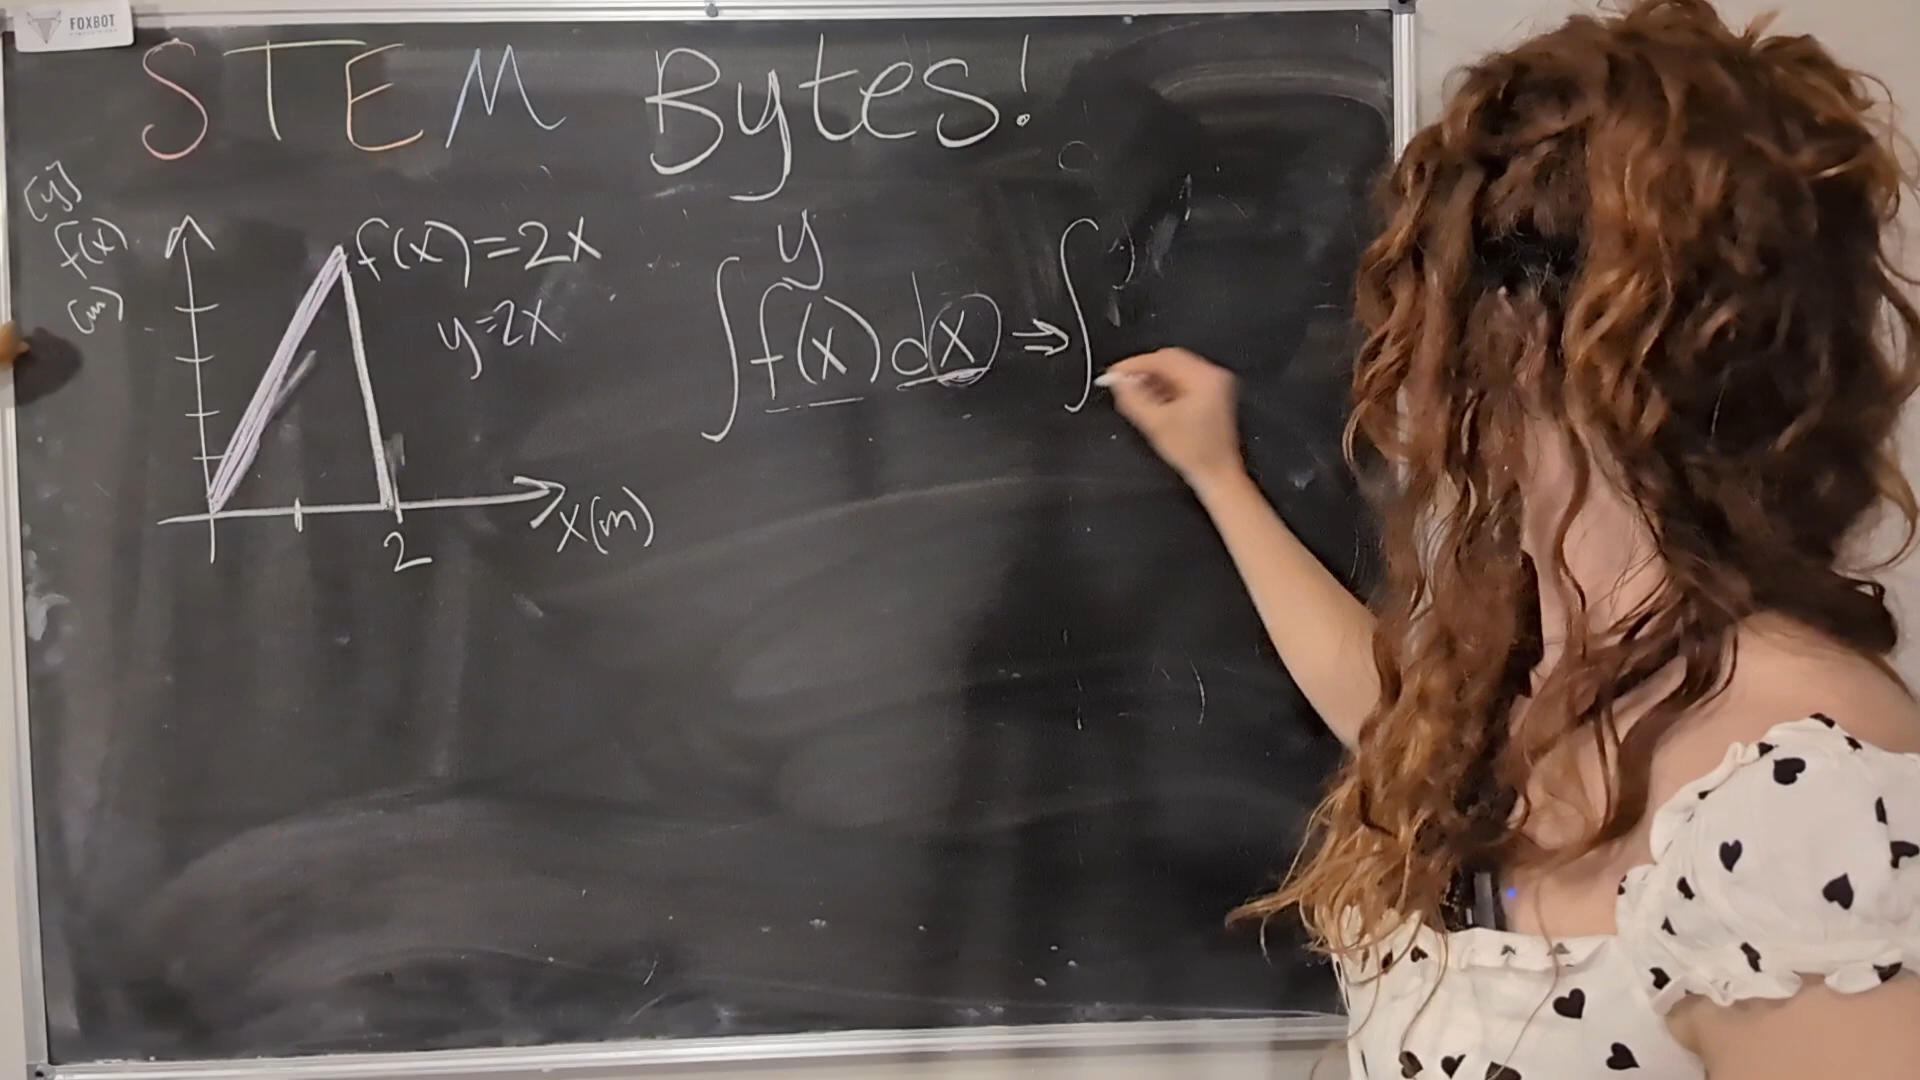 FOXBOT
STEM Bytes!
[y]
f(x)
(m)
f(x)=2x
y=2x
2
x(m)
y
∫f(x)dx ⇒ ∫